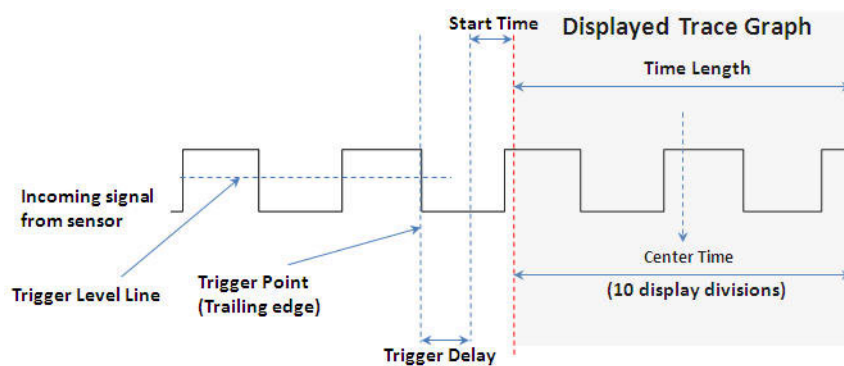 Start Time
Displayed Trace Graph
Time Length
Incoming signal
from sensor
Trigger Level Line
Trigger Point
(Trailing edge)
Center Time
(10 display divisions)
Trigger Delay